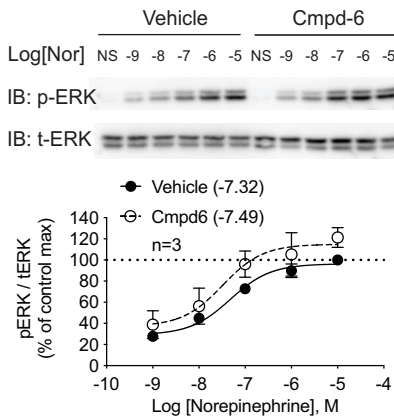 Vehicle Cmpd-6
Log[Nor] NS -9 -8 -7 -6 -5 NS -9 -8 -7 -6 -5
IB: p-ERK
IB: t-ERK
Vehicle (-7.32)
Cmpd6 (-7.49)
n=3
pERK / tERK
(% of control max)
140
120
100
80
60
40
20
0
-10 -9 -8 -7 -6 -5 -4
Log [Norepinephrine], M